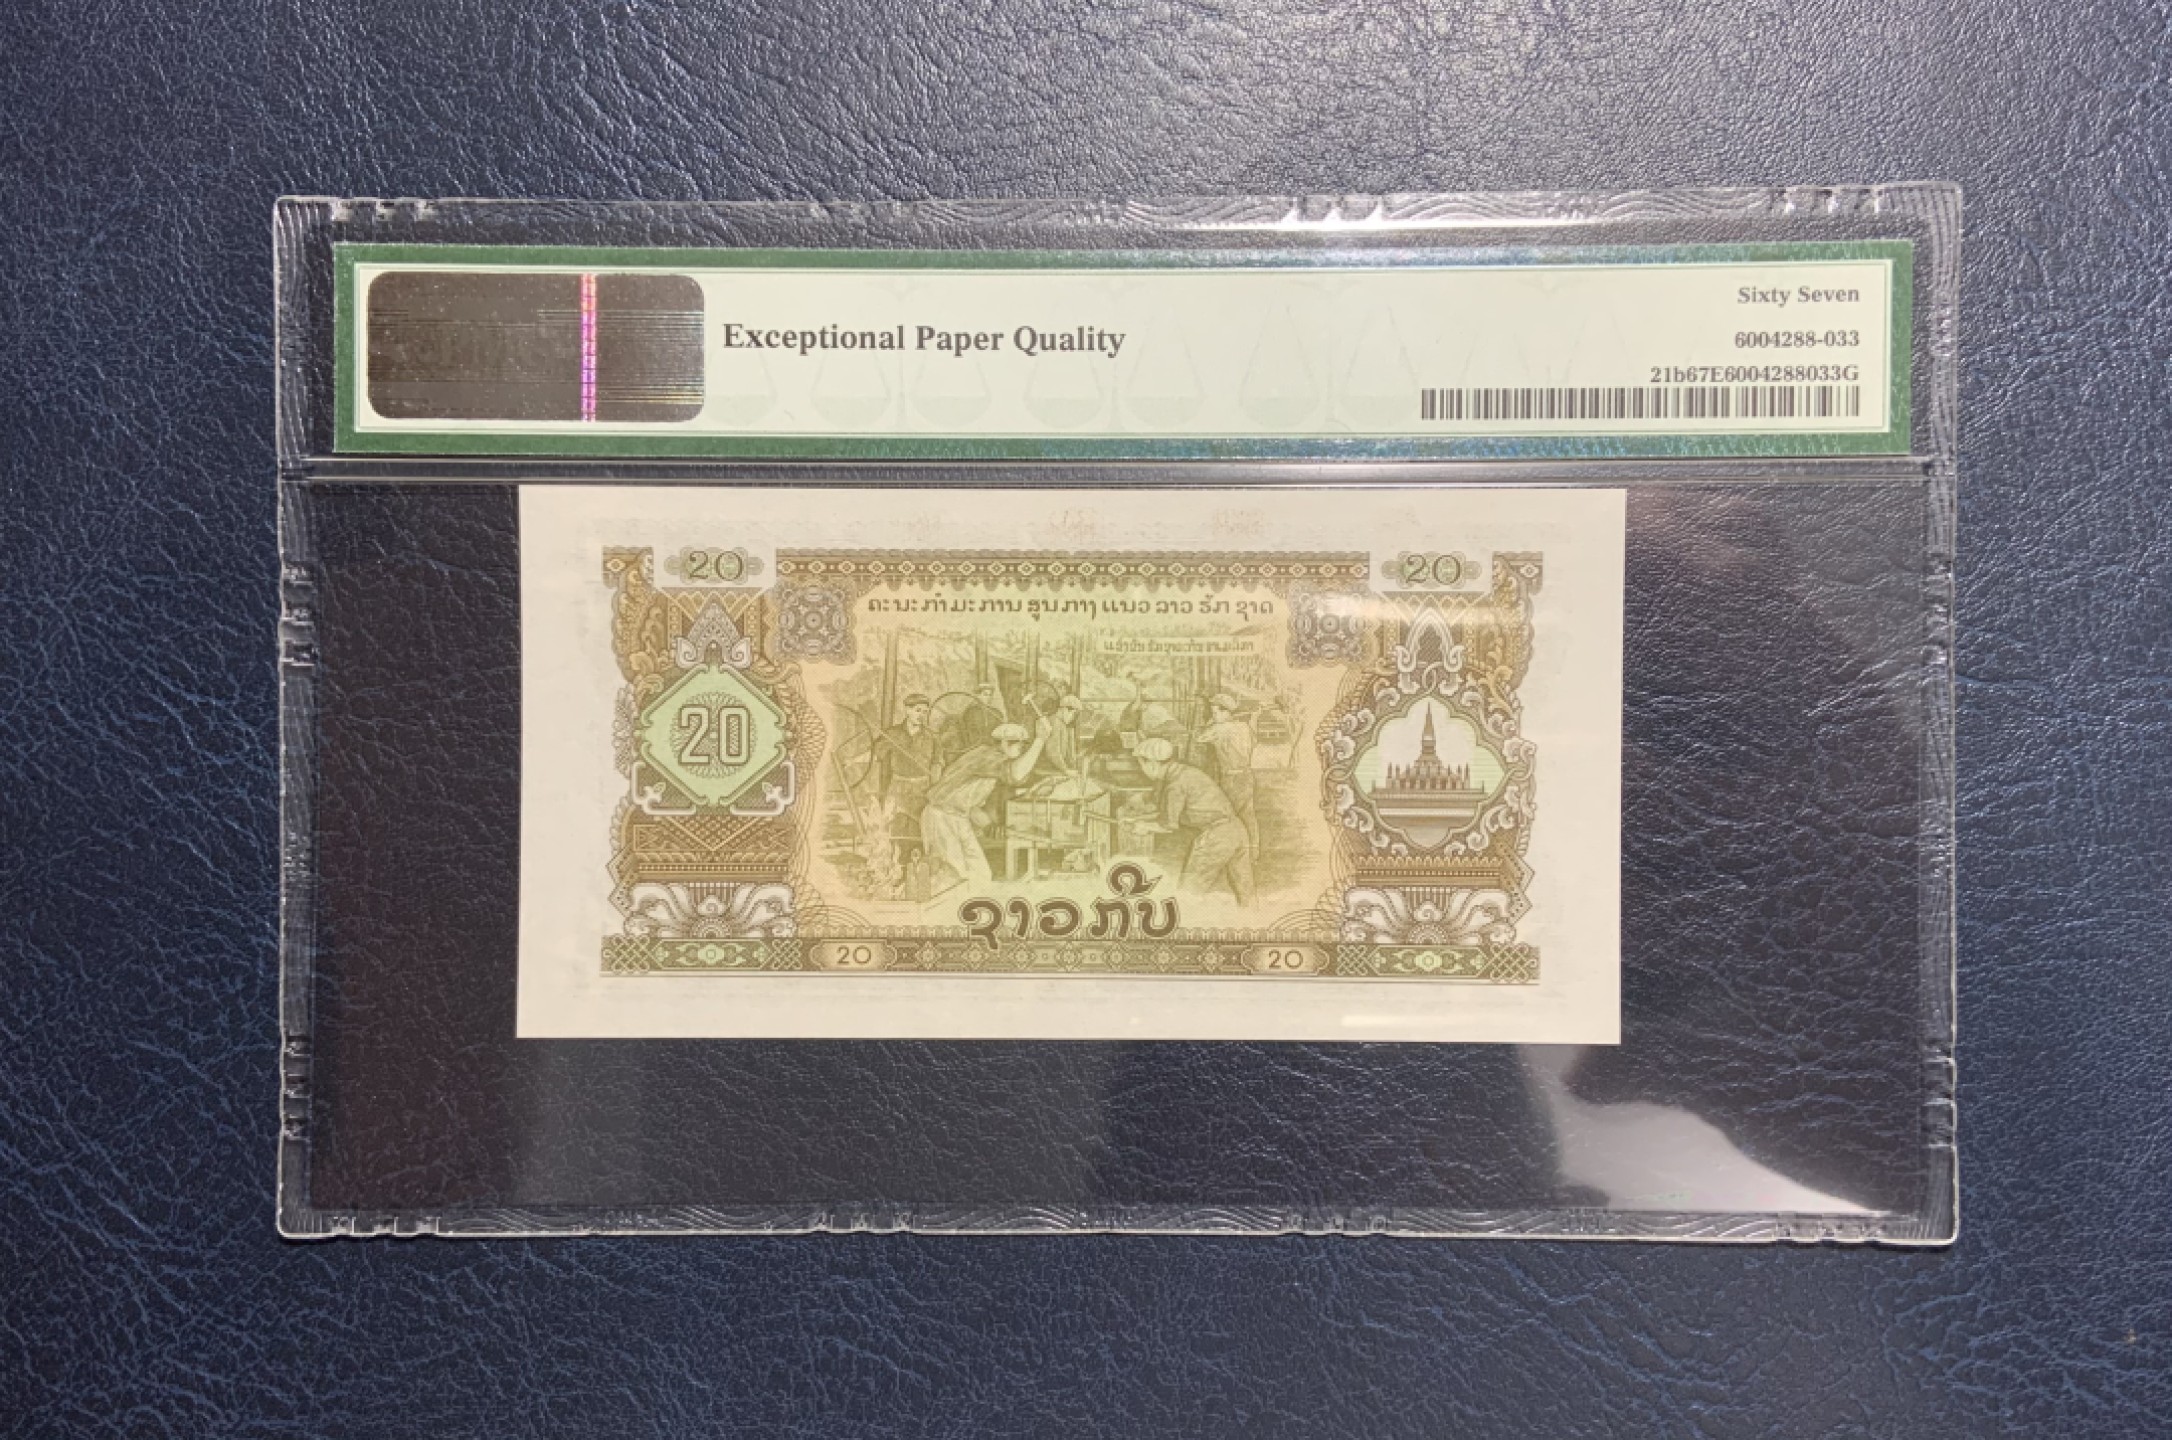 Sixty Seven
Exceptional Paper Quality
6004288-033
21b67E6004288033G
20
20
ຄະນະກຳມະການສູນກາງແນວລາວຮັກຊາດ
20
ຊາວກີບ
20
20